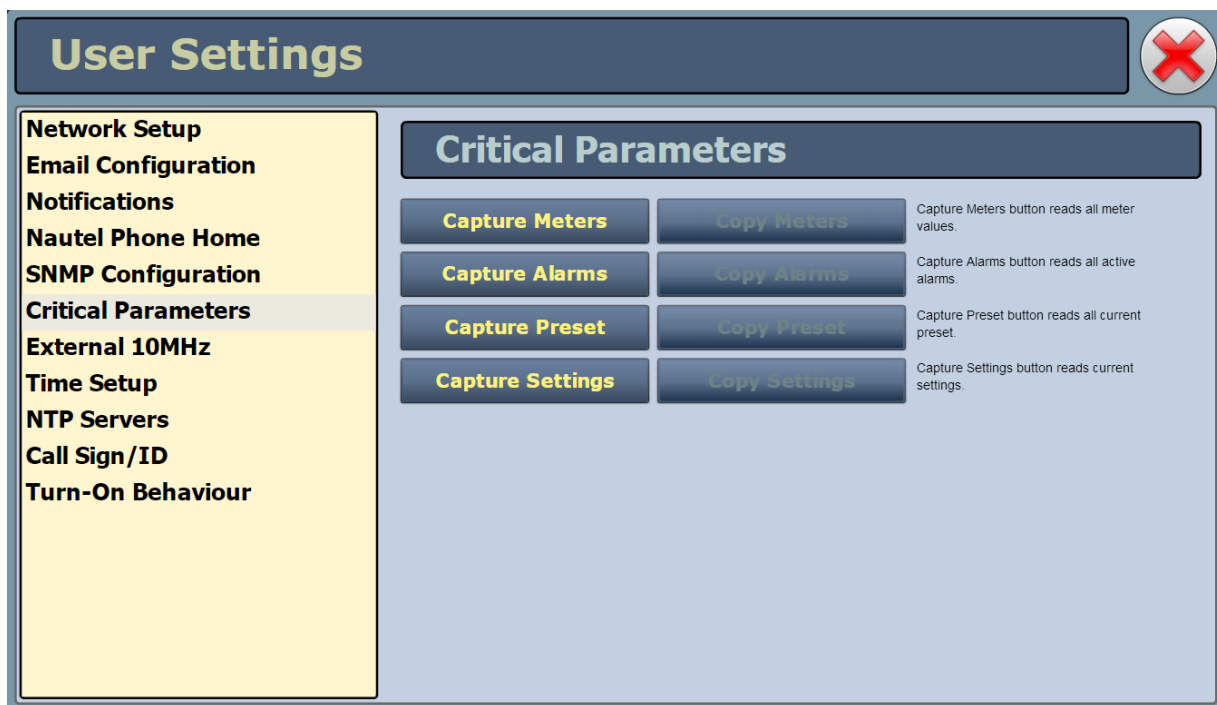 User Settings
Network Setup
Email Configuration
Notifications
Nautel Phone Home
SNMP Configuration
Critical Parameters
External 10MHz
Time Setup
NTP Servers
Call Sign/ID
Turn-On Behaviour
Critical Parameters
Capture Meters
Copy Meters
Capture Meters button reads all meter
values.
Capture Alarms
Copy Alarms
Capture Alarms button reads all active
alarms.
Capture Preset
Copy Preset
Capture Preset button reads all current
preset.
Capture Settings
Copy Settings
Capture Settings button reads current
settings.